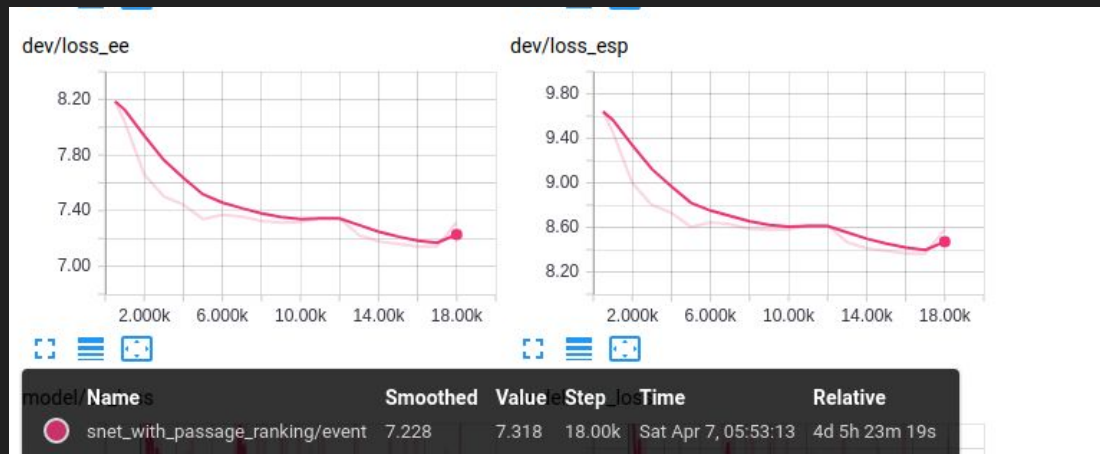 dev/loss_ee
dev/loss_esp
8.20
7.80
7.40
7.00
2.000k 6.000k 10.00k 14.00k 18.00k
9.80
9.40
9.00
8.60
8.20
2.000k 6.000k 10.00k 14.00k 18.00k
Name Smoothed Value Step Time Relative
snet_with_passage_ranking/event 7.228 7.318 18.00k Sat Apr 7, 05:53:13 4d 5h 23m 19s